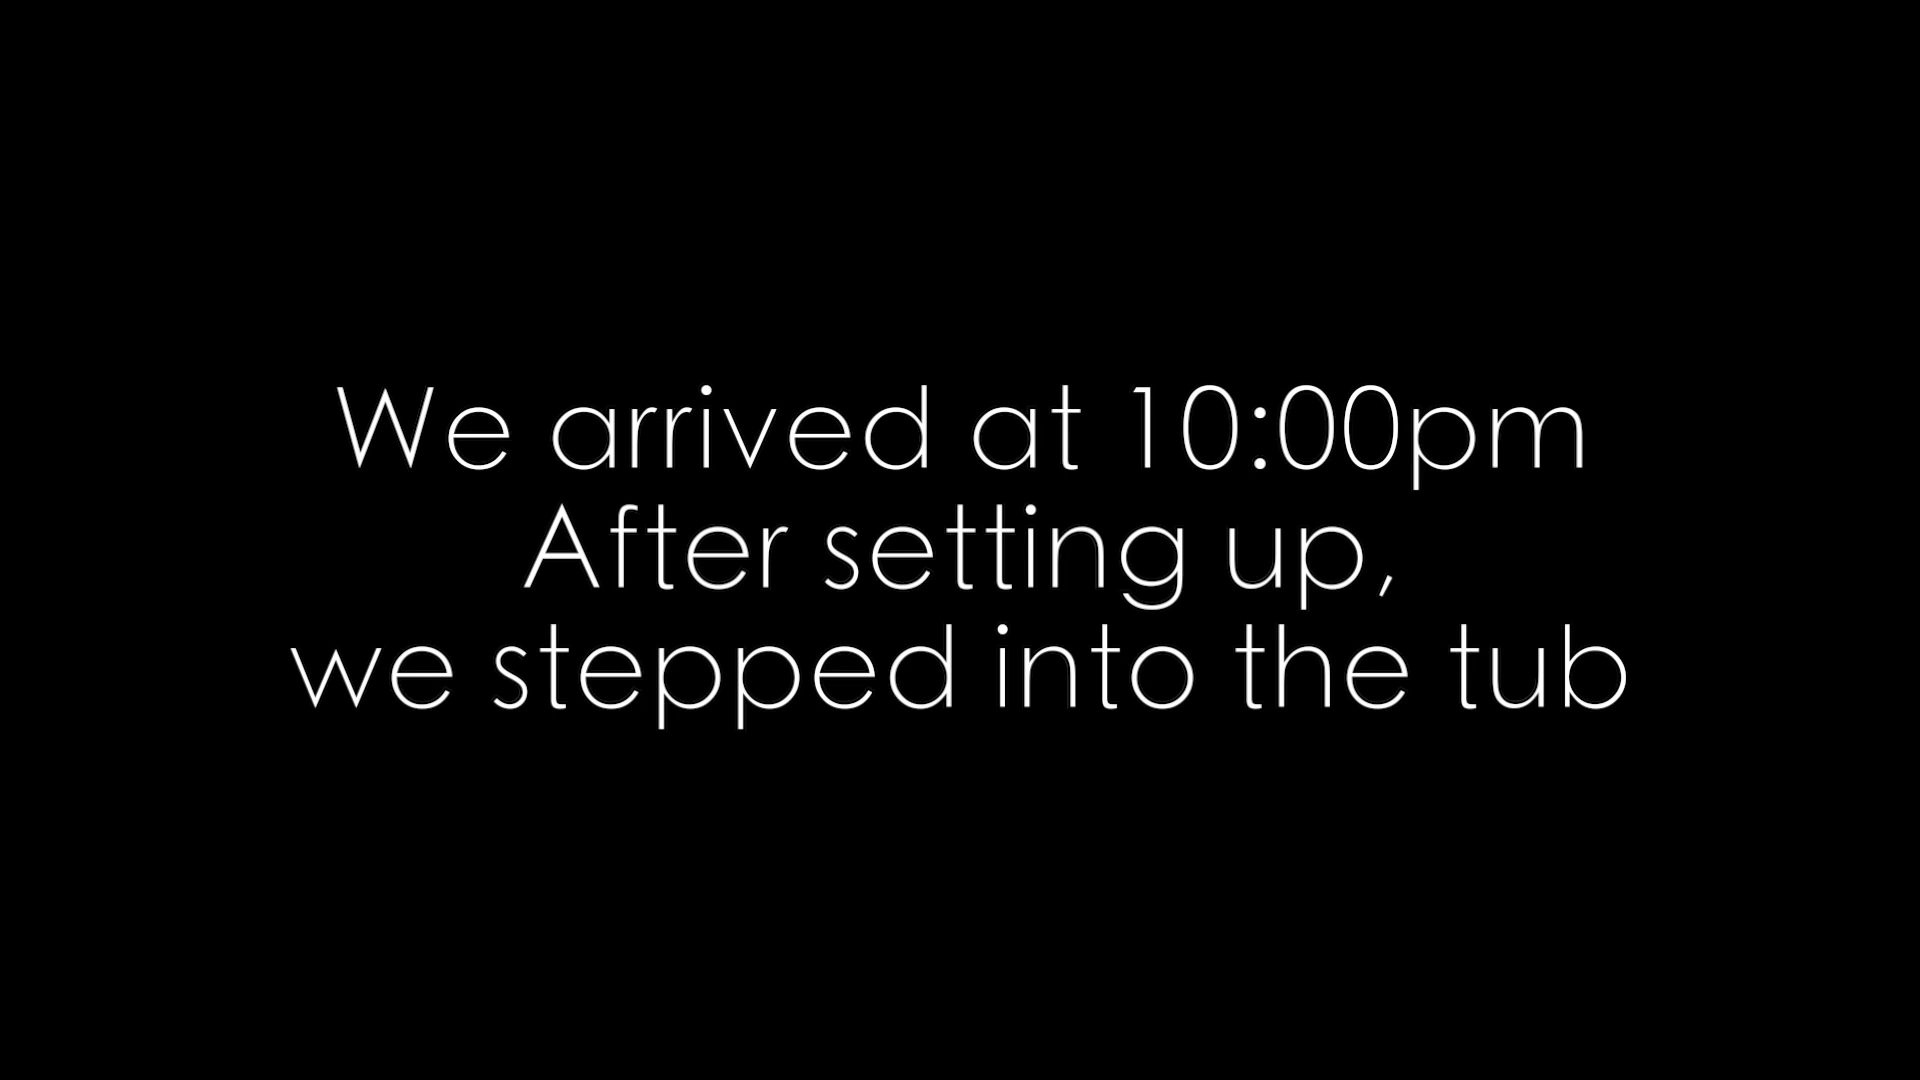 We arrived at 10:00pm
After setting up,
we stepped into the tub